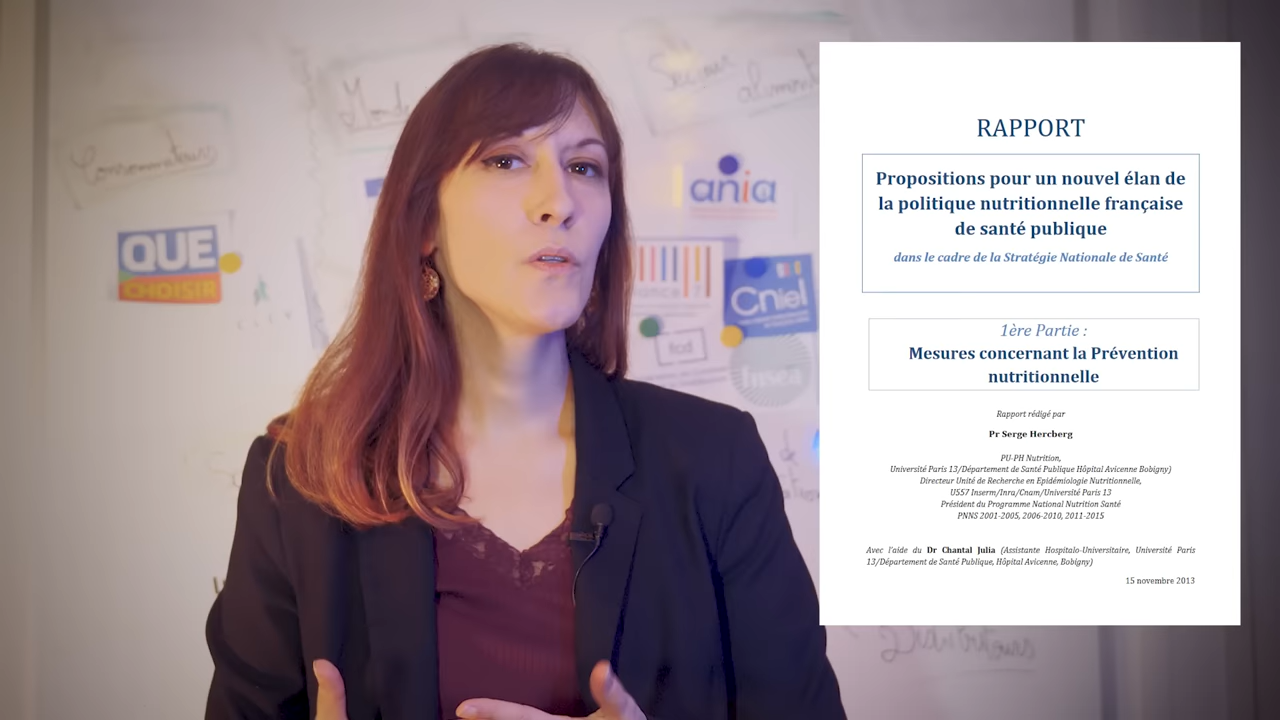 Consommateurs
Monde
Secours
QUE
CHOISIR
ania
Cniel
fcd
Insee
RAPPORT
Propositions pour un nouvel élan de
la politique nutritionnelle française
de santé publique
dans le cadre de la Stratégie Nationale de Santé
1ère Partie :
Mesures concernant la Prévention
nutritionnelle
Rapport rédigé par
Pr Serge Hercberg
PU-PH Nutrition,
Université Paris 13/Département de Santé Publique Hôpital Avicenne Bobigny)
Directeur Unité de Recherche en Epidémiologie Nutritionnelle,
U557 Inserm/Inra/Cnam/Université Paris 13
Président du Programme National Nutrition Santé
PNNS 2001-2005, 2006-2010, 2011-2015
Avec l'aide du Dr Chantal Julia (Assistante Hospitalo-Universitaire, Université Paris
13/Département de Santé Publique, Hôpital Avicenne, Bobigny)
15 novembre 2013
Distributeurs